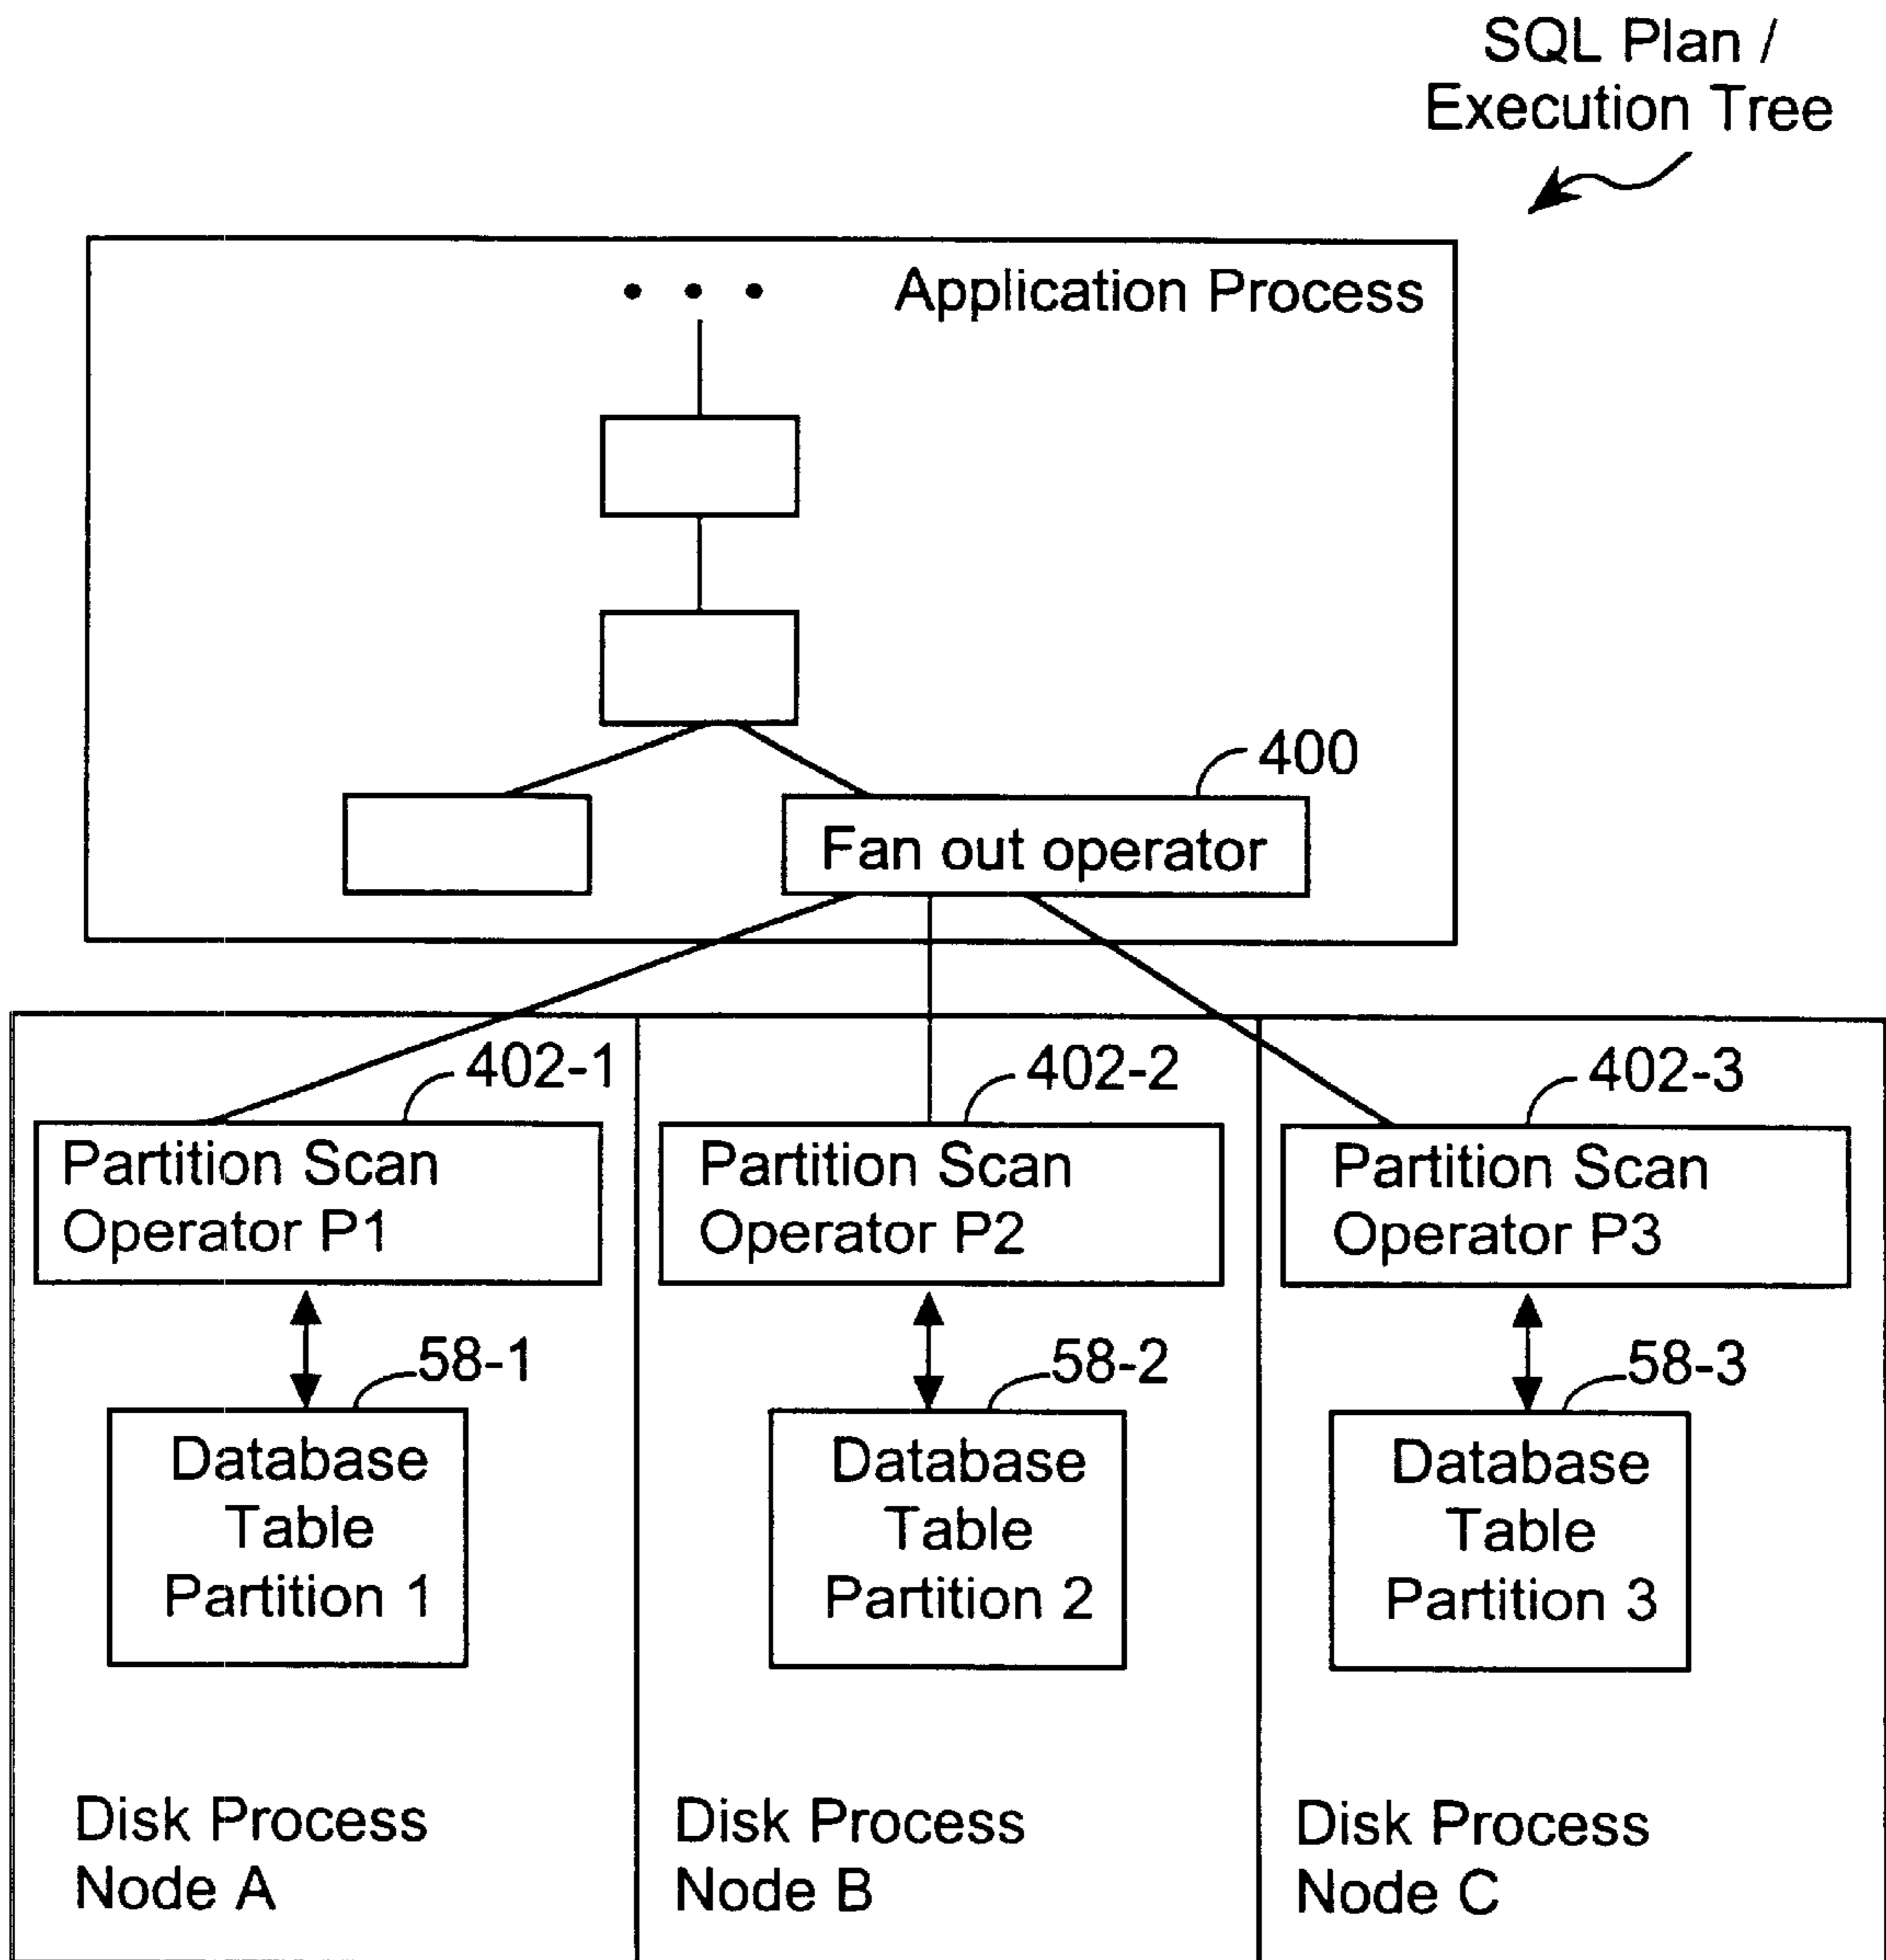 SQL Plan /
Execution Tree
• • •
Application Process
400
Fan out operator
402-1
402-2
402-3
Partition Scan
Operator P1
Partition Scan
Operator P2
Partition Scan
Operator P3
58-1
58-2
58-3
Database
Table
Partition 1
Database
Table
Partition 2
Database
Table
Partition 3
Disk Process
Node A
Disk Process
Node B
Disk Process
Node C